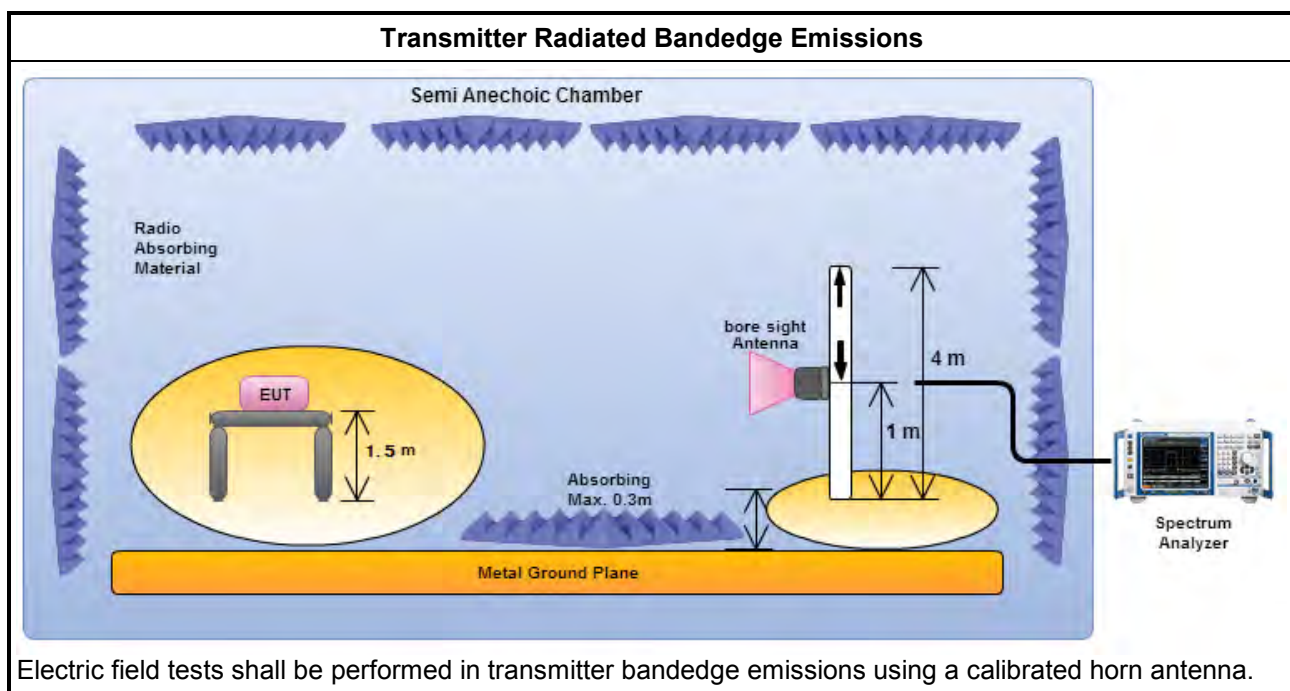 Transmitter Radiated Bandedge Emissions
Semi Anechoic Chamber
Radio
Absorbing
Material
bore sight
Antenna
4 m
EUT
1 m
1.5 m
Absorbing
Max. 0.3m
Spectrum
Analyzer
Metal Ground Plane
Electric field tests shall be performed in transmitter bandedge emissions using a calibrated horn antenna.